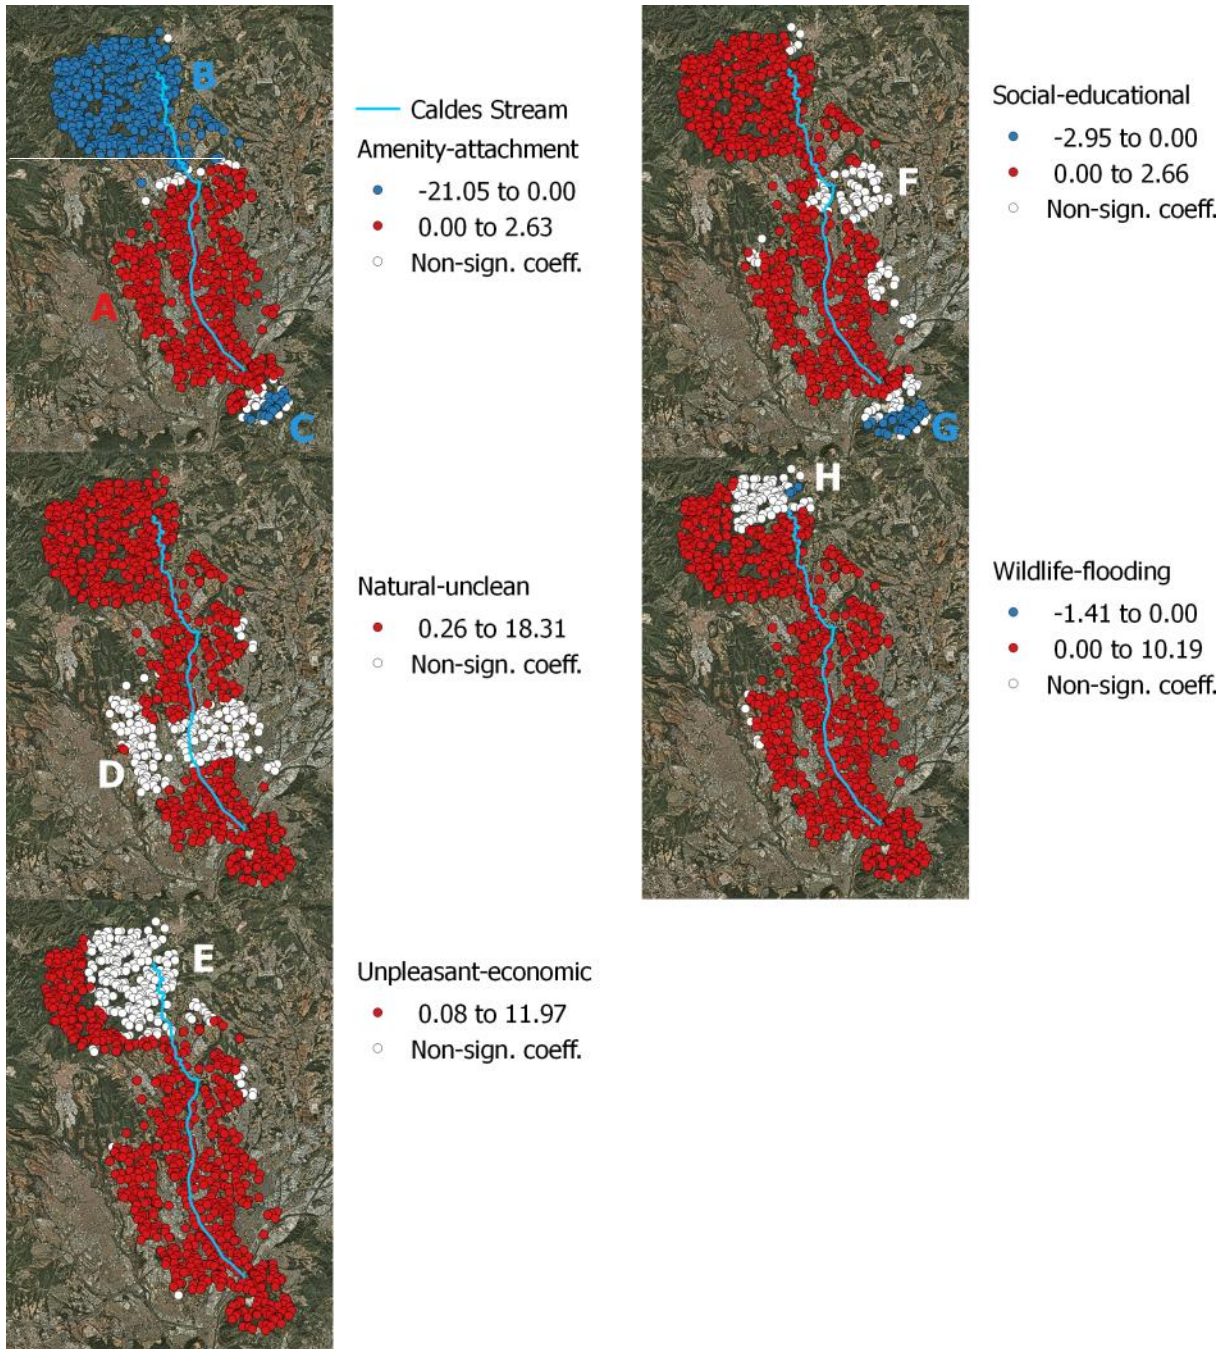 B
Caldes Stream
Amenity-attachment
-21.05 to 0.00
0.00 to 2.63
Non-sign. coeff.
A
C
Social-educational
-2.95 to 0.00
0.00 to 2.66
Non-sign. coeff.
F
G
Natural-unclean
0.26 to 18.31
Non-sign. coeff.
D
H
Wildlife-flooding
-1.41 to 0.00
0.00 to 10.19
Non-sign. coeff.
E
Unpleasant-economic
0.08 to 11.97
Non-sign. coeff.